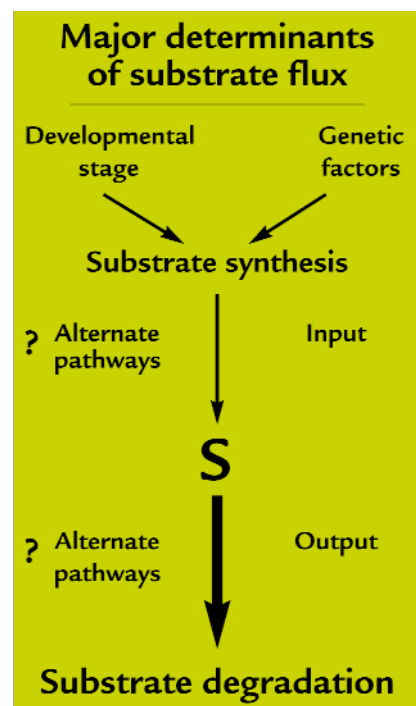 Major determinants
of substrate flux
Developmental
stage
Genetic
factors
Substrate synthesis
? Alternate
pathways
Input
S
? Alternate
pathways
Output
Substrate degradation